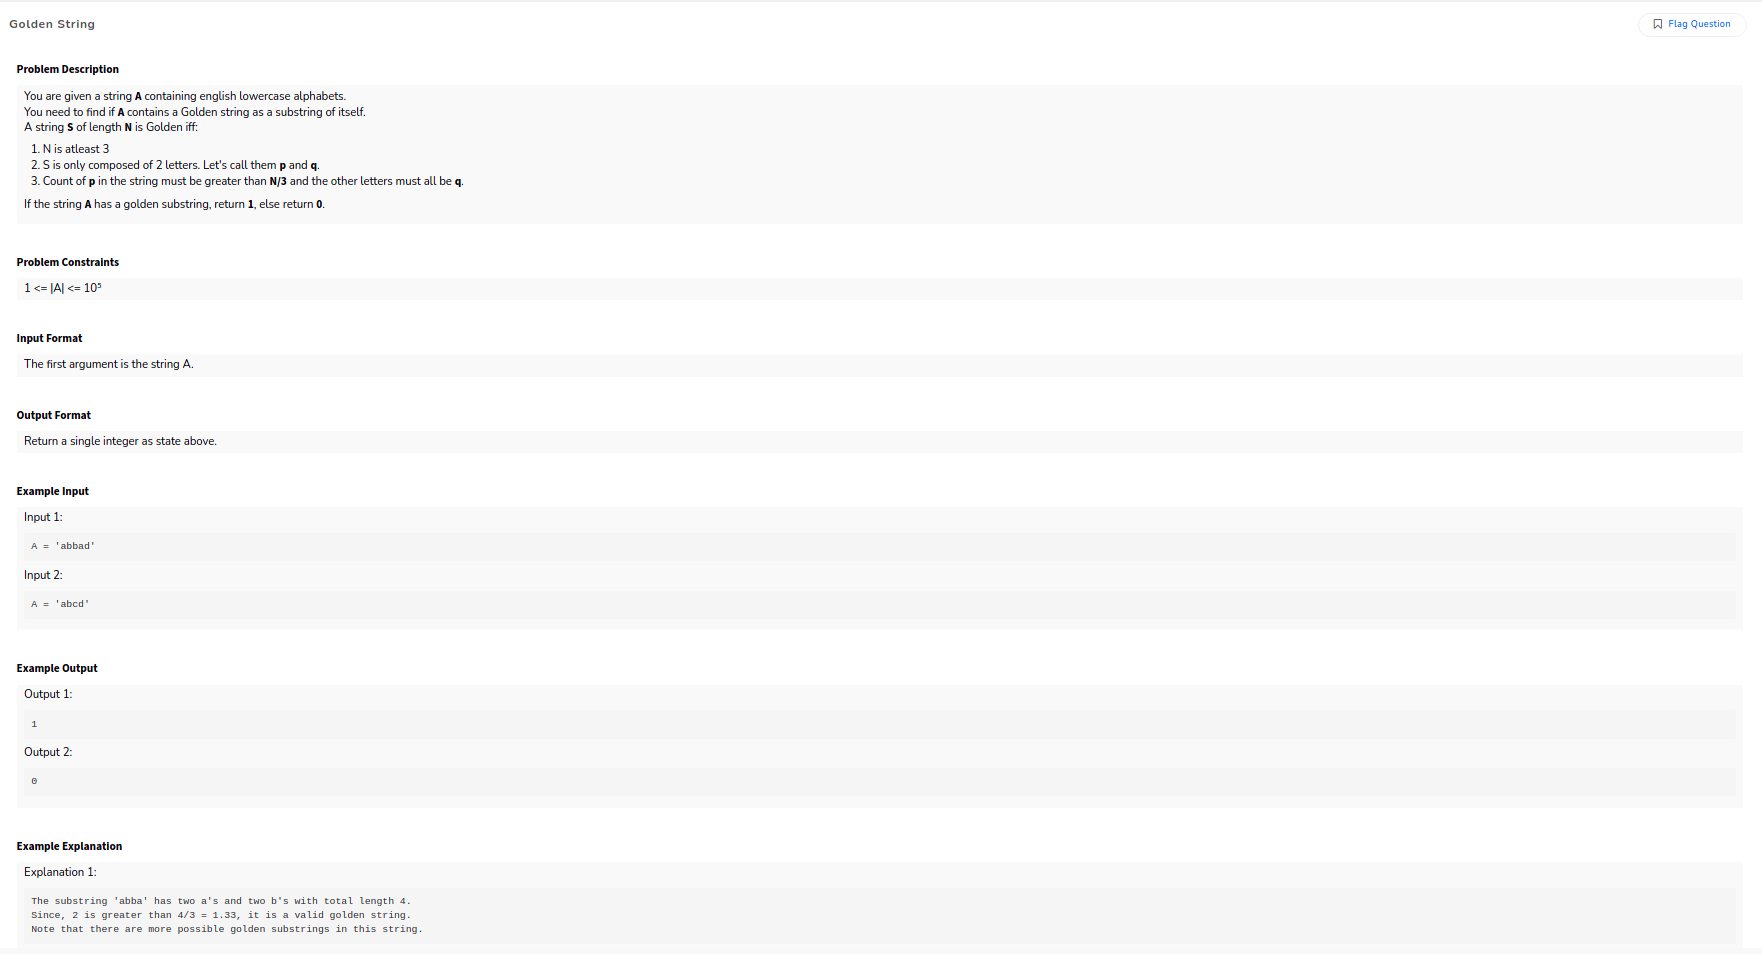 Golden String
Flag Question
Problem Description
You are given a string A containing english lowercase alphabets.
You need to find if A contains a Golden string as a substring of itself.
A string S of length N is Golden iff:
1. N is atleast 3
2. S is only composed of 2 letters. Let's call them p and q.
3. Count of p in the string must be greater than N/3 and the other letters must all be q.
If the string A has a golden substring, return 1, else return 0.
Problem Constraints
1 <= |A| <= 10⁵
Input Format
The first argument is the string A.
Output Format
Return a single integer as state above.
Example Input
Input 1:
A = 'abbad'
Input 2:
A = 'abcd'
Example Output
Output 1:
1
Output 2:
0
Example Explanation
Explanation 1:
The substring 'abba' has two a's and two b's with total length 4.
Since, 2 is greater than 4/3 = 1.33, it is a valid golden string.
Note that there are more possible golden substrings in this string.